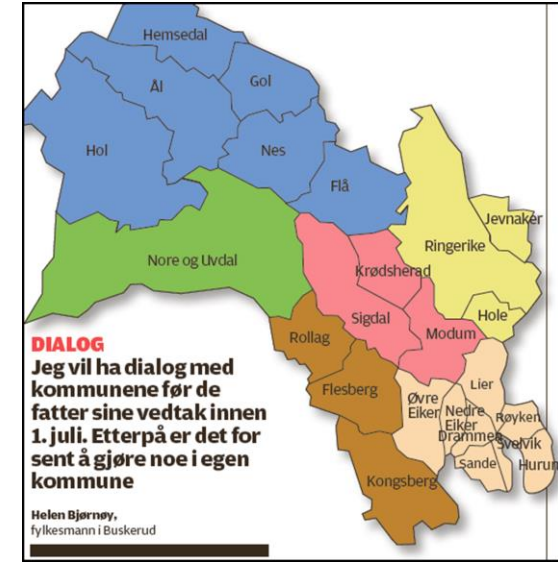 Hemsedal
Ål
Gol
Hol
Nes
Flå
Jevnaker
Ringerike
Nore og Uvdal
Krødsherad
Sigdal
Hole
Modum
Rollag
Flesberg
Lier
Øvre
Eiker
Nedre
Eiker
Røyken
Drammen
Svelvik
Sande
Hurum
Kongsberg
DIALOG
Jeg vil ha dialog med
kommunene før de
fatter sine vedtak innen
1. juli. Etterpå er det for
sent å gjøre noe i egen
kommune
Helen Bjørnøy,
fylkesmann i Buskerud